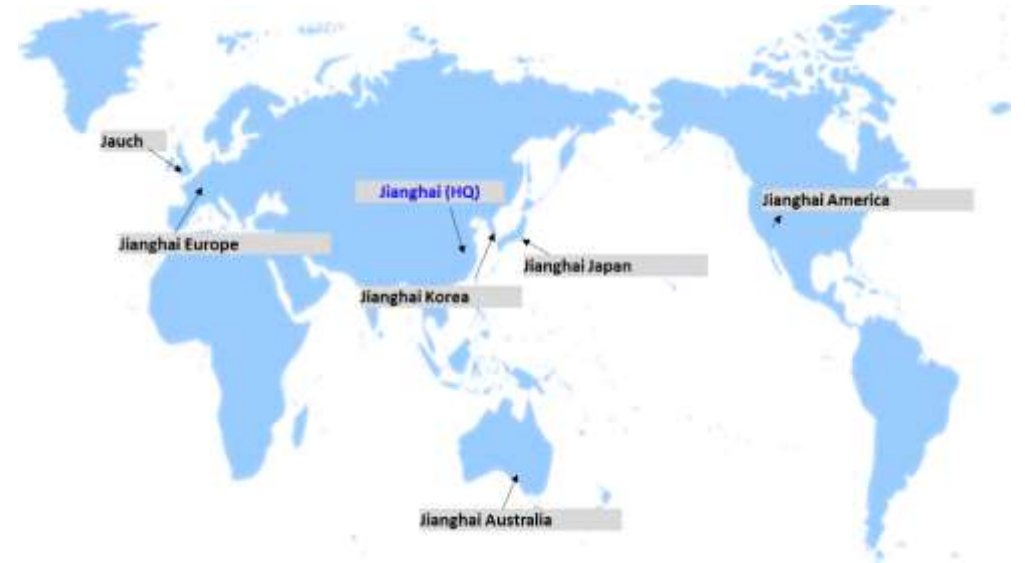 Jauch
Jianghai (HQ)
Jianghai America
Jianghai Europe
Jianghai Japan
Jianghai Korea
Jianghai Australia